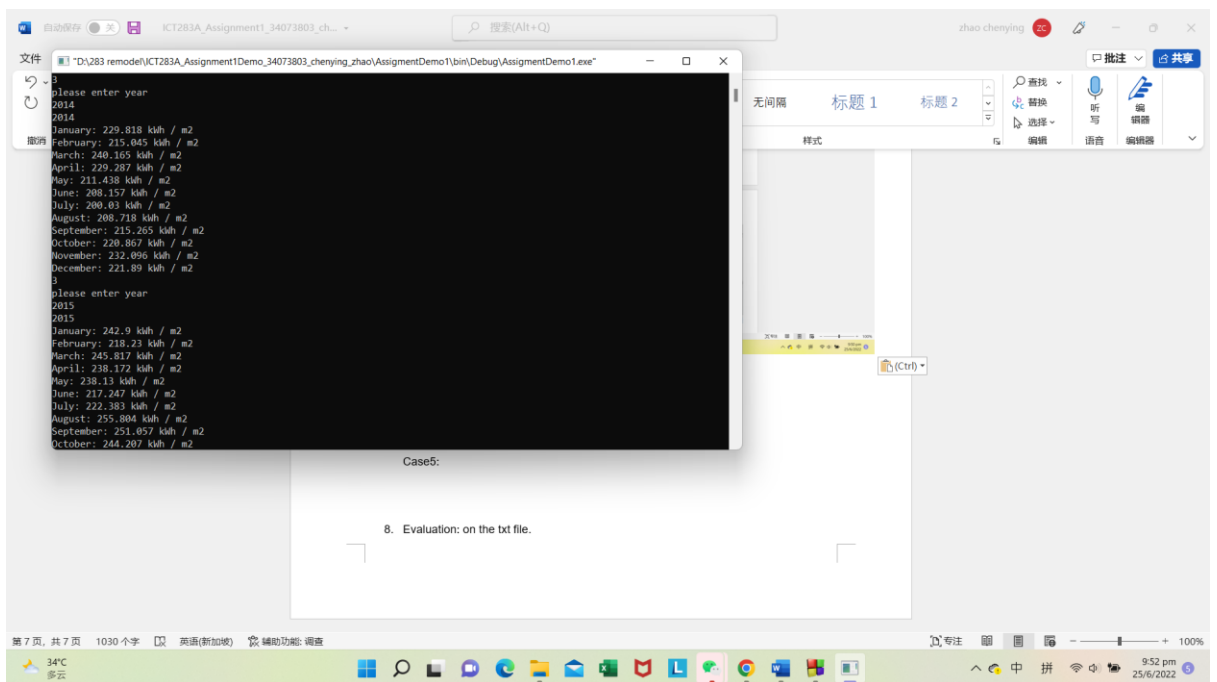 自动保存 关 ICT283A_Assignment1_34073803_ch... 搜索(Alt+Q) zhao chenying ZC
文件 批注 共享
"D:\283 remodel\ICT283A_Assignment1Demo_34073803_chenying_zhao\AssigmentDemo1\bin\Debug\AssigmentDemo1.exe"
撤消
无间隔 标题 1 标题 2
样式
查找
替换
选择
编辑
听写
语音
编辑器
编辑器
3
please enter year
2014
2014
January: 229.818 kWh / m2
February: 215.045 kWh / m2
March: 240.165 kWh / m2
April: 229.287 kWh / m2
May: 211.438 kWh / m2
June: 208.157 kWh / m2
July: 200.03 kWh / m2
August: 208.718 kWh / m2
September: 215.265 kWh / m2
October: 220.867 kWh / m2
November: 232.096 kWh / m2
December: 221.89 kWh / m2
3
please enter year
2015
2015
January: 242.9 kWh / m2
February: 218.23 kWh / m2
March: 245.817 kWh / m2
April: 238.172 kWh / m2
May: 238.13 kWh / m2
June: 217.247 kWh / m2
July: 222.383 kWh / m2
August: 255.804 kWh / m2
September: 251.057 kWh / m2
October: 244.207 kWh / m2
(Ctrl)
Case5:
8. Evaluation: on the txt file.
第 7 页, 共 7 页 1030 个字 英语(新加坡) 辅助功能: 调查 专注 100%
34°C
多云
中 拼
9:52 pm
25/6/2022
5